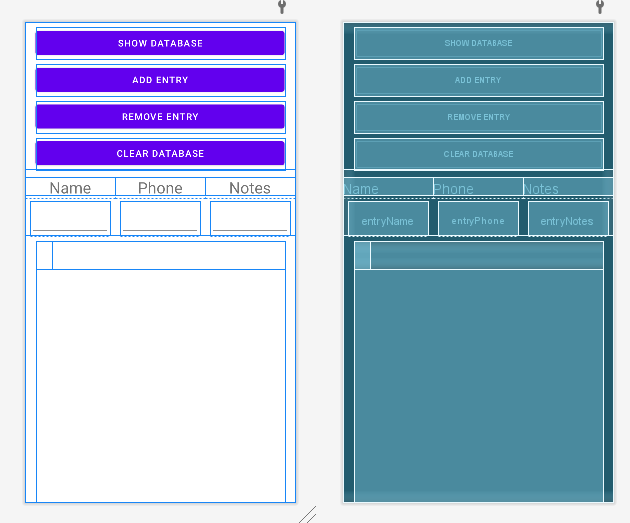 SHOW DATABASE
ADD ENTRY
REMOVE ENTRY
CLEAR DATABASE
Name Phone Notes
SHOW DATABASE
ADD ENTRY
REMOVE ENTRY
CLEAR DATABASE
Name Phone Notes
entryName entryPhone entryNotes